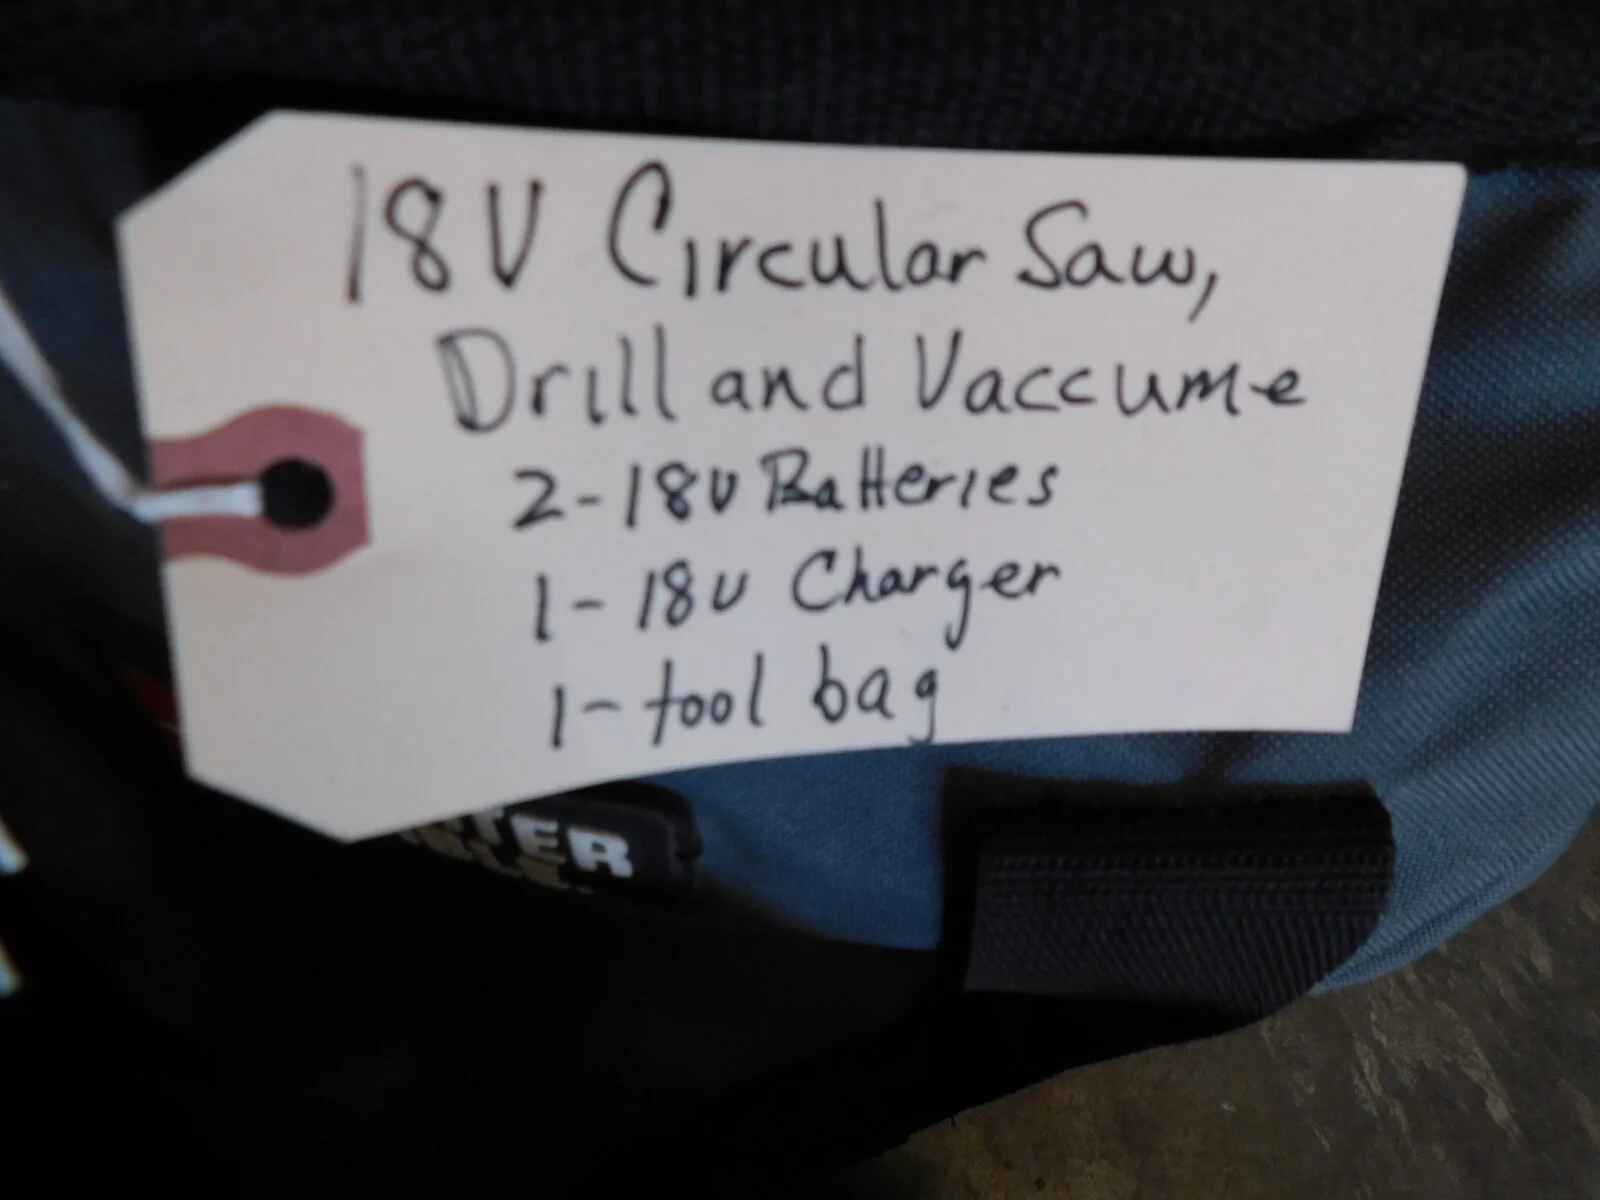 18V Circular Saw,
Drill and Vaccume
2-18V Batteries
1-18V Charger
1-tool bag